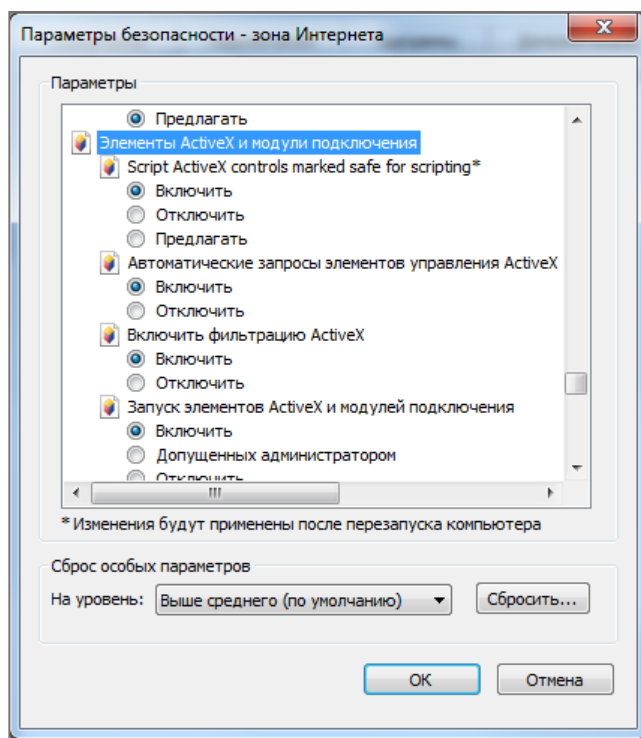 Параметры безопасности - зона Интернета
Параметры
Предлагать
Элементы ActiveX и модули подключения
Script ActiveX controls marked safe for scripting*
Включить
Отключить
Предлагать
Автоматические запросы элементов управления ActiveX
Включить
Отключить
Включить фильтрацию ActiveX
Включить
Отключить
Запуск элементов ActiveX и модулей подключения
Включить
Допущенных администратором
Отключить
* Изменения будут применены после перезапуска компьютера
Сброс особых параметров
На уровень: Выше среднего (по умолчанию) Сбросить...
ОК Отмена